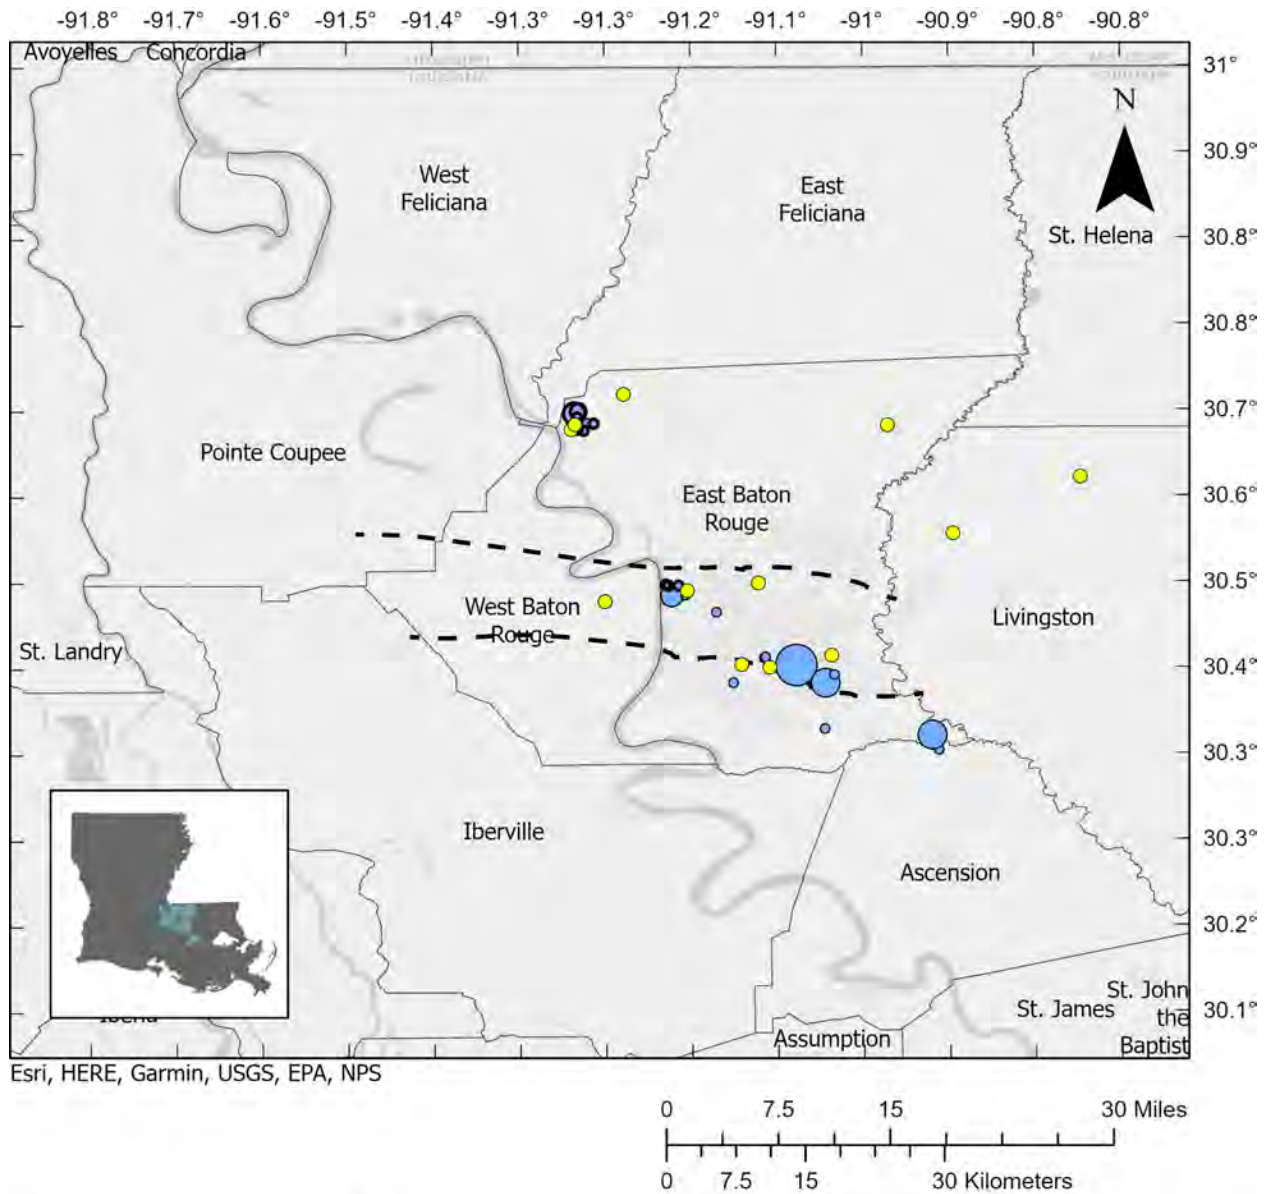 -91.8° -91.7° -91.6° -91.5° -91.4° -91.3° -91.3° -91.2° -91.1° -91.1° -90.9° -90.8° -90.8°
Avoyelles Concordia
31°
N
30.9°
West
Feliciana
East
Feliciana
St. Helena
30.8°
30.8°
30.7°
Pointe Coupee
East Baton
Rouge
30.6°
30.5°
West Baton
Rouge
Livingston
St. Landry
30.4°
30.3°
Iberville
30.3°
Ascension
30.2°
St. James
St. John
the
Baptist
30.1°
Assumption
Esri, HERE, Garmin, USGS, EPA, NPS
0 7.5 15 30 Miles
0 7.5 15 30 Kilometers